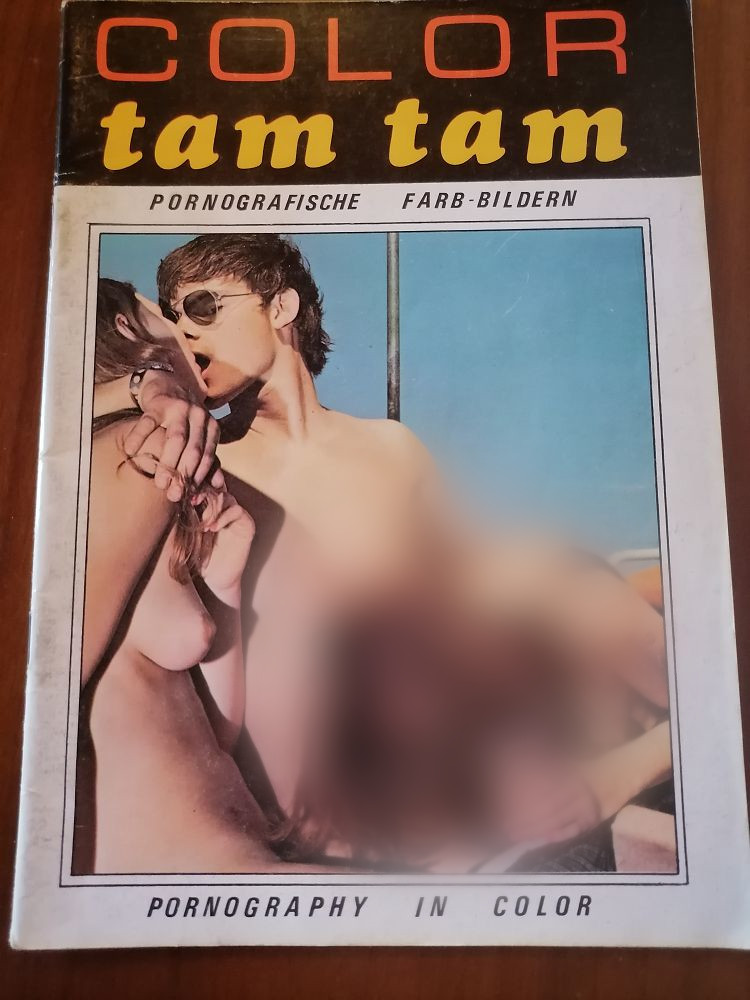 COLOR
tam tam
PORNOGRAFISCHE FARB-BILDERN
PORNOGRAPHY IN COLOR